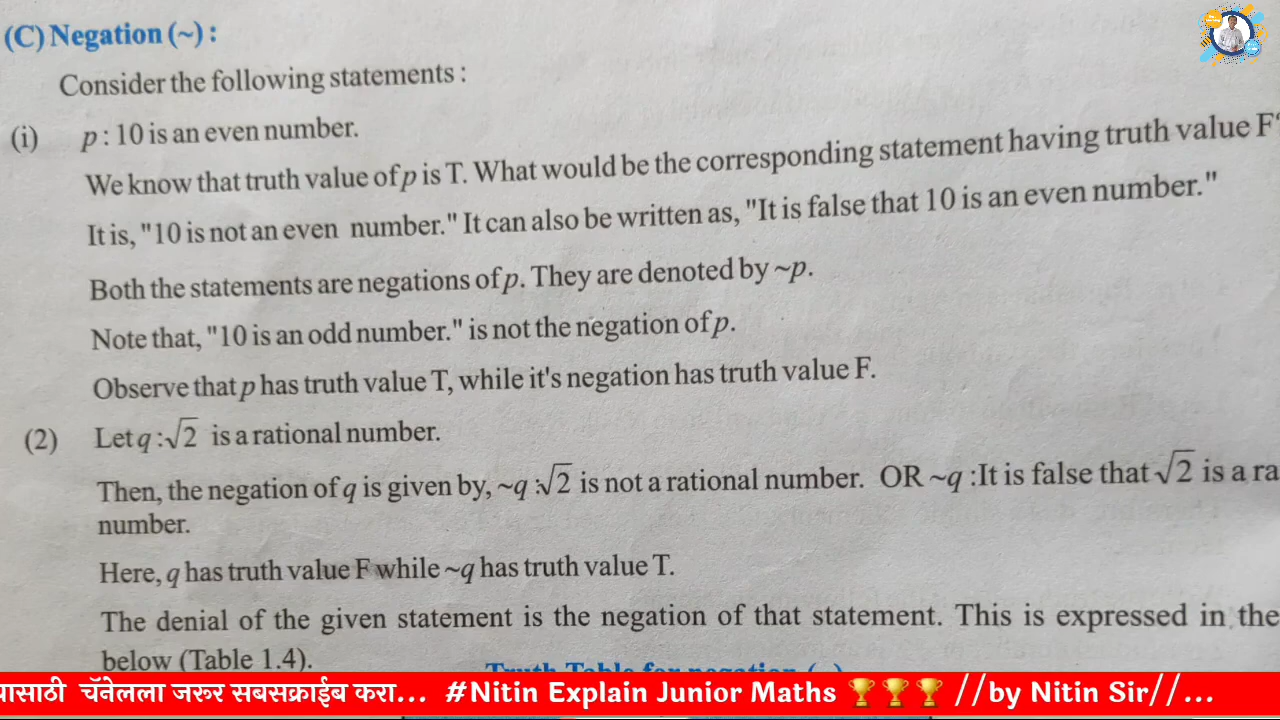 (C) Negation (~) :
Consider the following statements :
(i) p : 10 is an even number.
We know that truth value of p is T. What would be the corresponding statement having truth value F
It is, "10 is not an even number." It can also be written as, "It is false that 10 is an even number."
Both the statements are negations of p. They are denoted by ~p.
Note that, "10 is an odd number." is not the negation of p.
Observe that p has truth value T, while it's negation has truth value F.
(2) Let q :√2 is a rational number.
Then, the negation of q is given by, ~q :√2 is not a rational number. OR ~q :It is false that √2 is a ra
number.
Here, q has truth value F while ~q has truth value T.
The denial of the given statement is the negation of that statement. This is expressed in the
below (Table 1.4).
Truth Table for negation (~)
चॅनेलला जरूर सबसक्राईब करा... #Nitin Explain Junior Maths 🏆🏆🏆 //by Nitin Sir//...